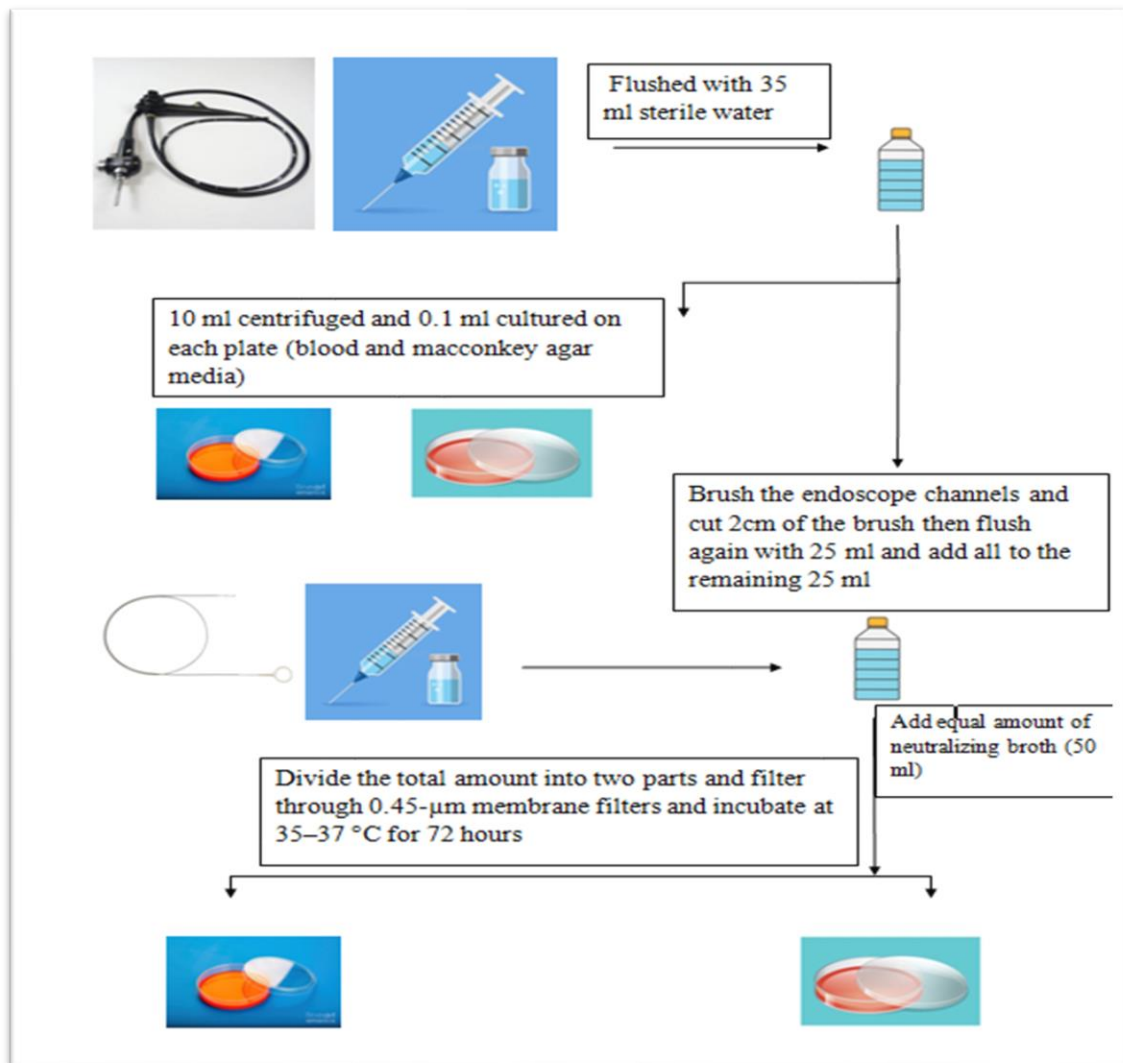 Flushed with 35
ml sterile water
10 ml centrifuged and 0.1 ml cultured on
each plate (blood and macconkey agar
media)
Brush the endoscope channels and
cut 2cm of the brush then flush
again with 25 ml and add all to the
remaining 25 ml
Add equal amount of
neutralizing broth (50
ml)
Divide the total amount into two parts and filter
through 0.45-µm membrane filters and incubate at
35–37 °C for 72 hours